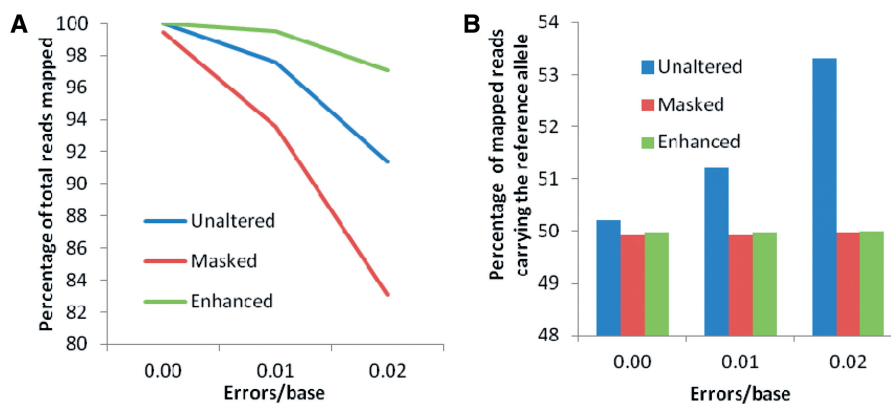 A
Percentage of total reads mapped
100
98
96
94
92
90
88
86
84
82
80
Unaltered
Masked
Enhanced
0.00
0.01
0.02
Errors/base
B
Percentage of mapped reads
carrying the reference allele
54
53
52
51
50
49
48
Unaltered
Masked
Enhanced
0.00
0.01
0.02
Errors/base